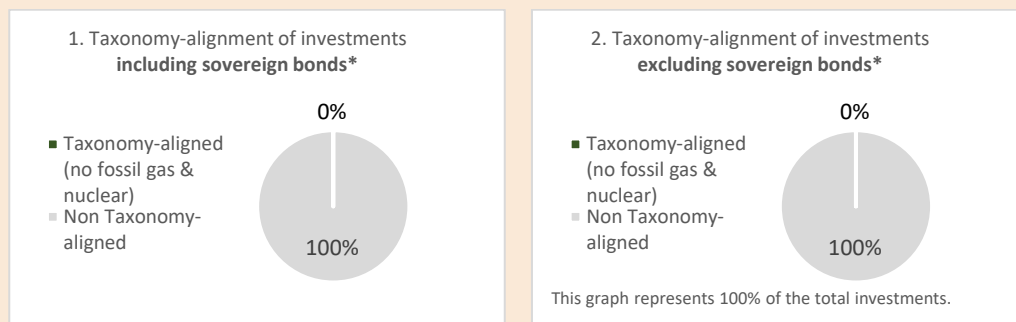 1. Taxonomy-alignment of investments
including sovereign bonds*
0%
Taxonomy-aligned
(no fossil gas &
nuclear)
Non Taxonomy-
aligned
100%
2. Taxonomy-alignment of investments
excluding sovereign bonds*
0%
Taxonomy-aligned
(no fossil gas &
nuclear)
Non Taxonomy-
aligned
100%
This graph represents 100% of the total investments.